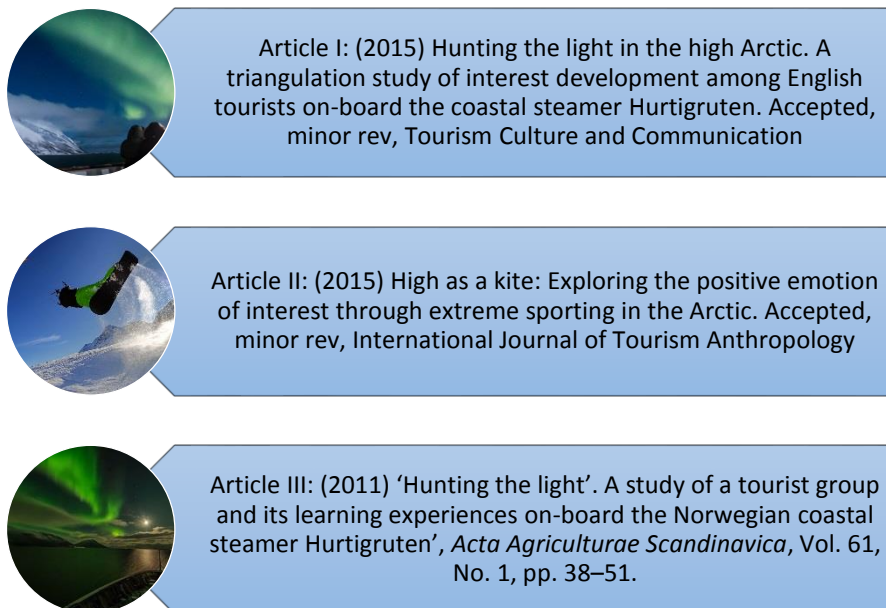 Article I: (2015) Hunting the light in the high Arctic. A
triangulation study of interest development among English
tourists on-board the coastal steamer Hurtigruten. Accepted,
minor rev, Tourism Culture and Communication
Article II: (2015) High as a kite: Exploring the positive emotion
of interest through extreme sporting in the Arctic. Accepted,
minor rev, International Journal of Tourism Anthropology
Article III: (2011) ‘Hunting the light’. A study of a tourist group
and its learning experiences on-board the Norwegian coastal
steamer Hurtigruten’, Acta Agriculturae Scandinavica, Vol. 61,
No. 1, pp. 38–51.